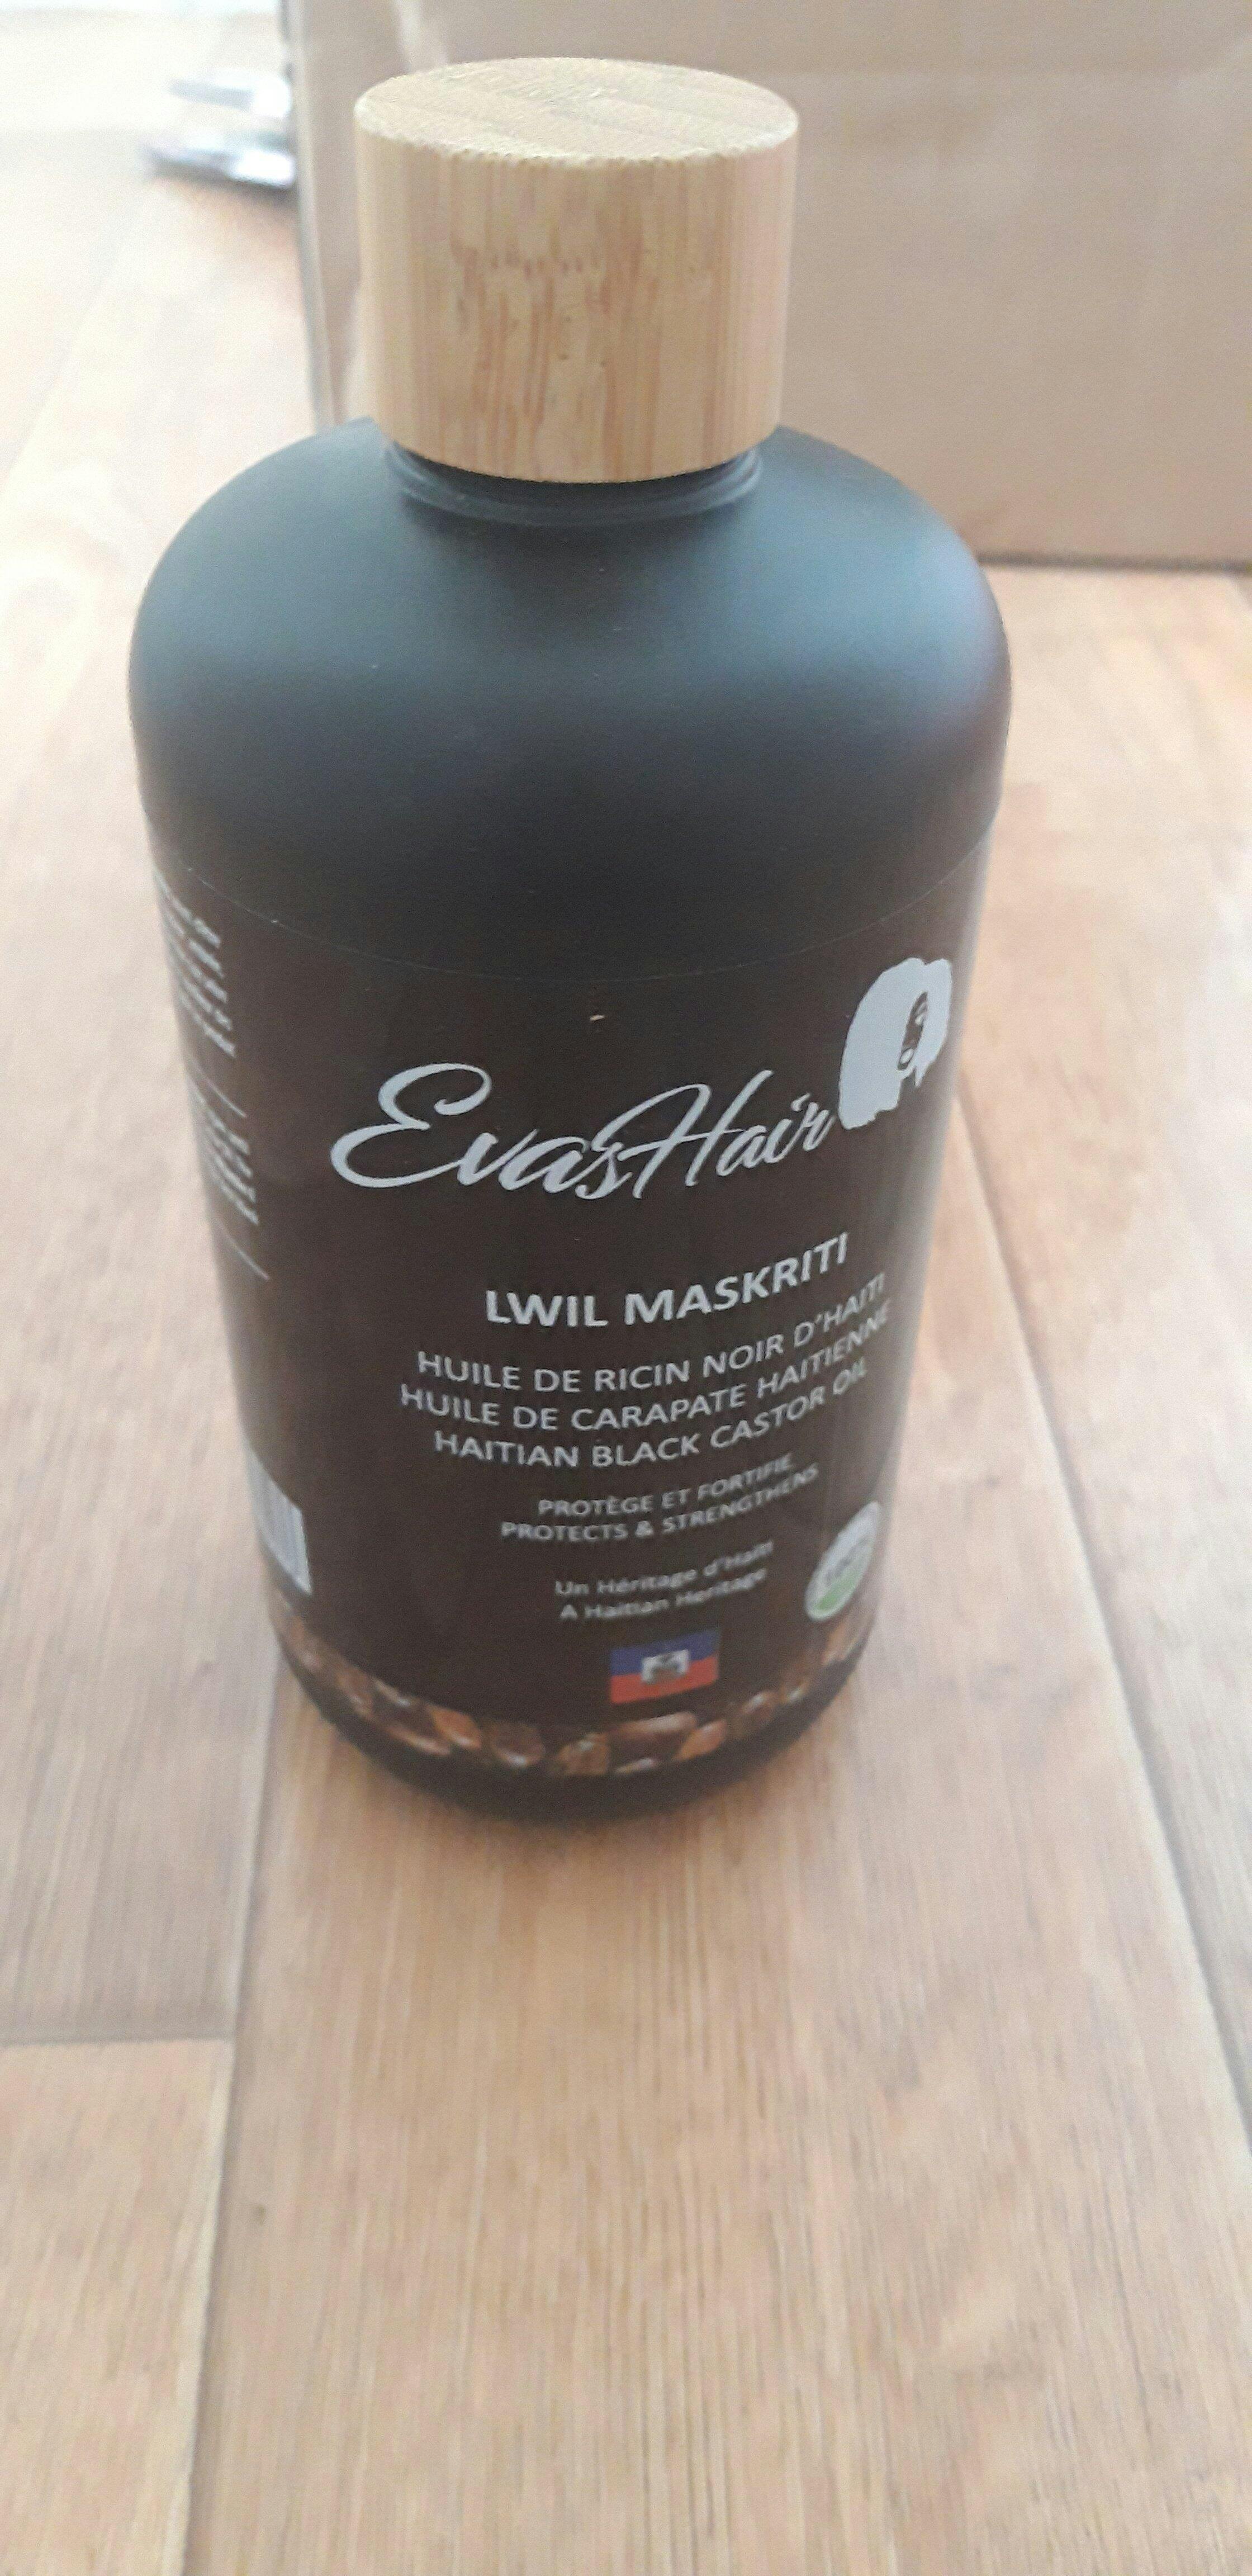 EvasHair
LWIL MASKRITI
HUILE DE RICIN NOIR D'HAITI
HUILE DE CARAPATE HAITIENNE
HAITIAN BLACK CASTOR OIL
PROTÈGE ET FORTIFIE
PROTECTS & STRENGTHENS
Un Héritage d'Haïti
A Haitian Heritage
100%